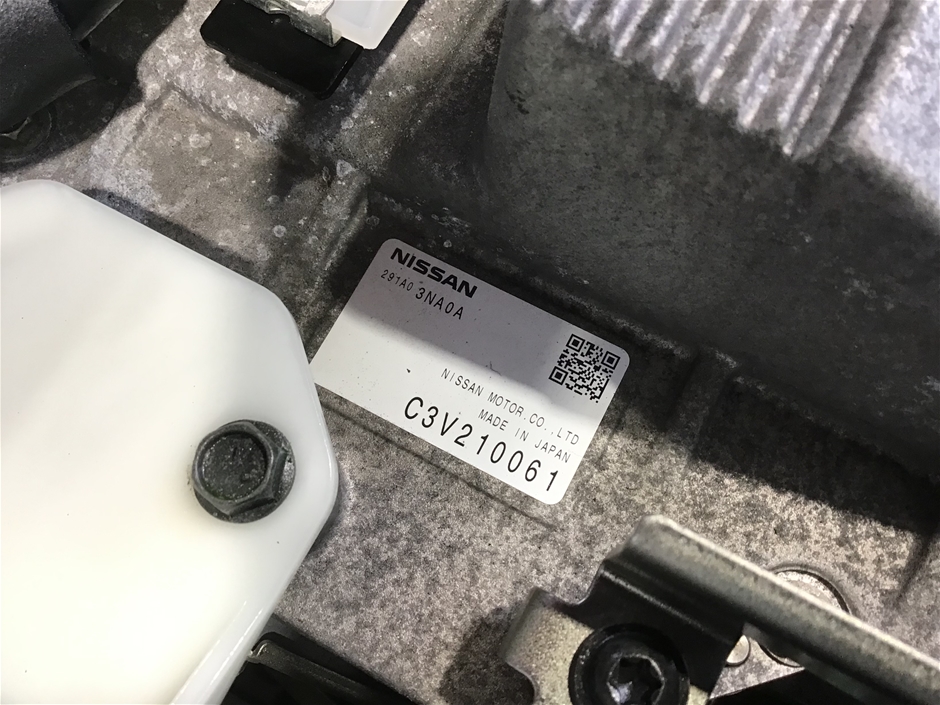 NISSAN
291A0 3NA0A
NISSAN MOTOR.CO.,LTD
MADE IN JAPAN
C3V210061